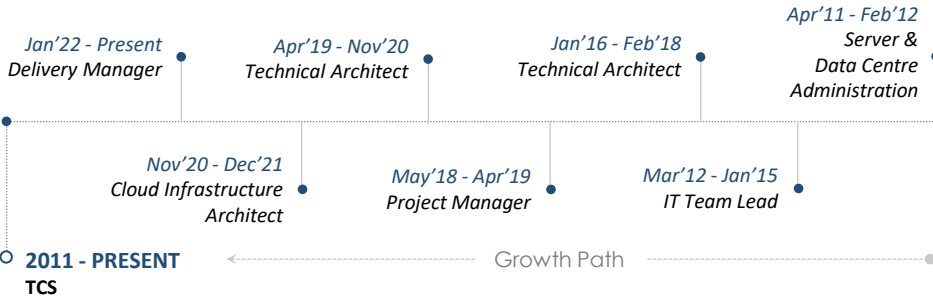 Apr’11 - Feb’12
Server &
Data Centre
Administration
Jan’22 - Present
Delivery Manager
Apr’19 - Nov’20
Technical Architect
Jan’16 - Feb’18
Technical Architect
Nov’20 - Dec’21
Cloud Infrastructure
Architect
May’18 - Apr’19
Project Manager
Mar’12 - Jan’15
IT Team Lead
2011 - PRESENT
TCS
Growth Path